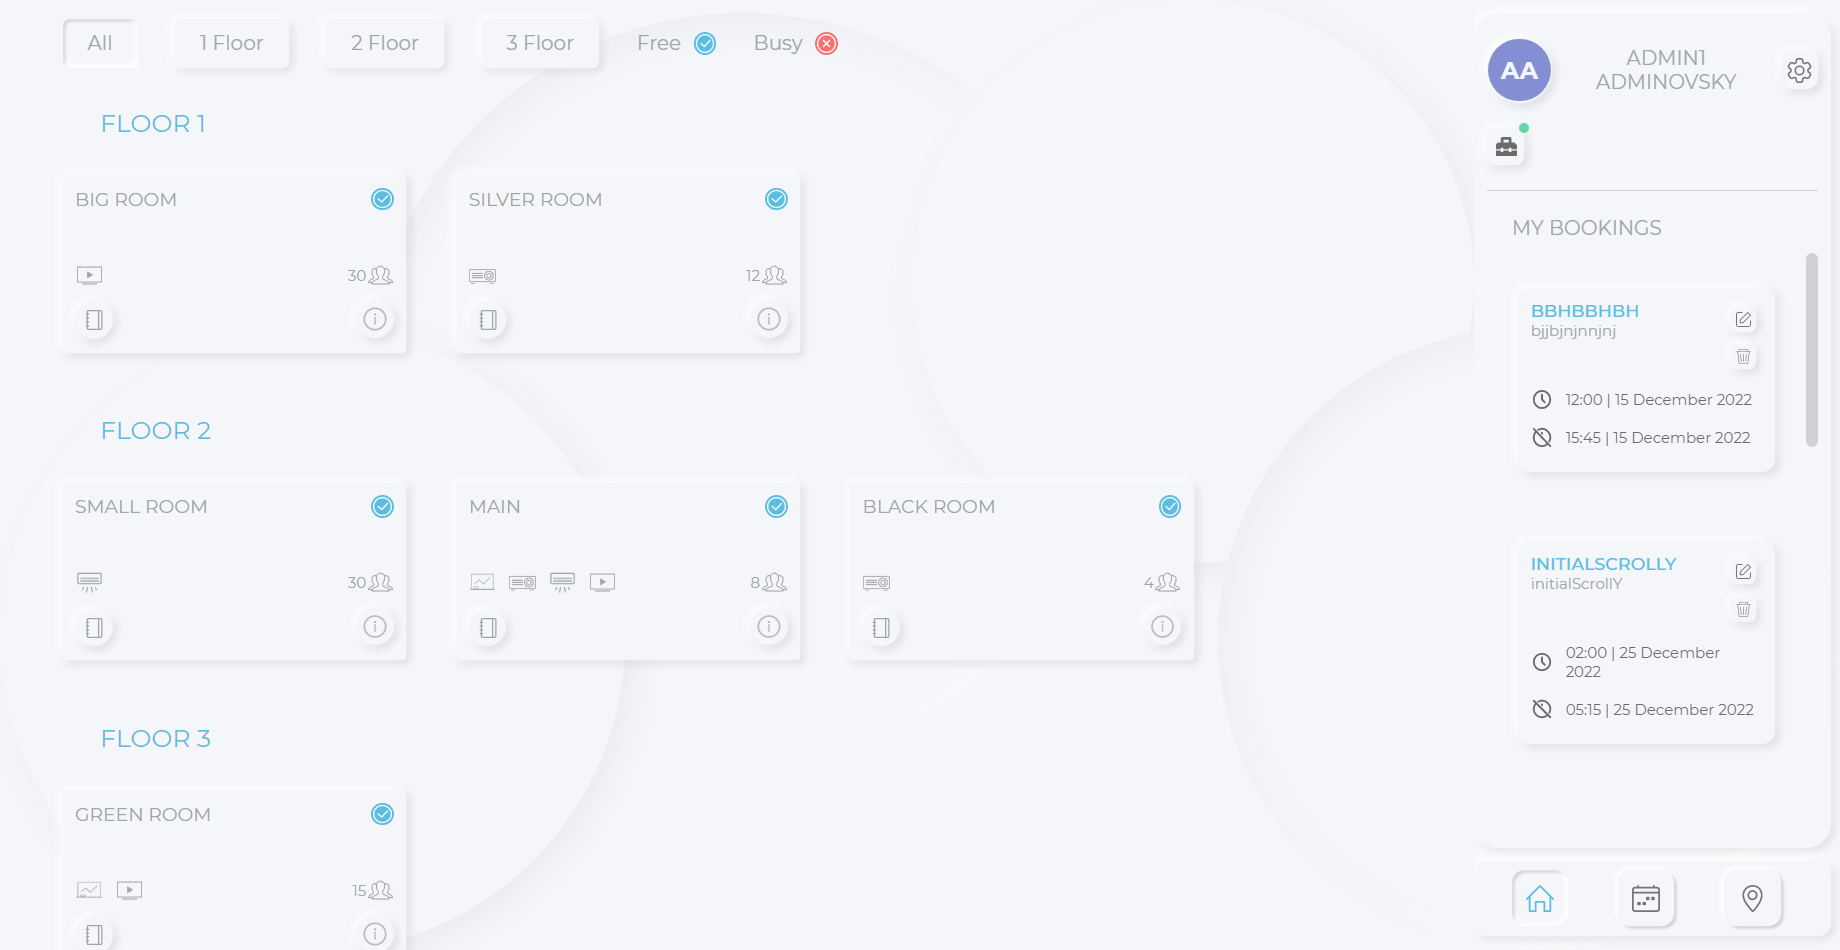 All
1 Floor
2 Floor
3 Floor
Free
Busy
FLOOR 1
BIG ROOM
30
SILVER ROOM
12
FLOOR 2
SMALL ROOM
30
MAIN
8
BLACK ROOM
4
FLOOR 3
GREEN ROOM
15
AA
ADMIN1
ADMINOVSKY
MY BOOKINGS
BBHBBHBH
bjjbjnjnnjnj
12:00 | 15 December 2022
15:45 | 15 December 2022
INITIALSCROLLY
initialScrollY
02:00 | 25 December
2022
05:15 | 25 December 2022